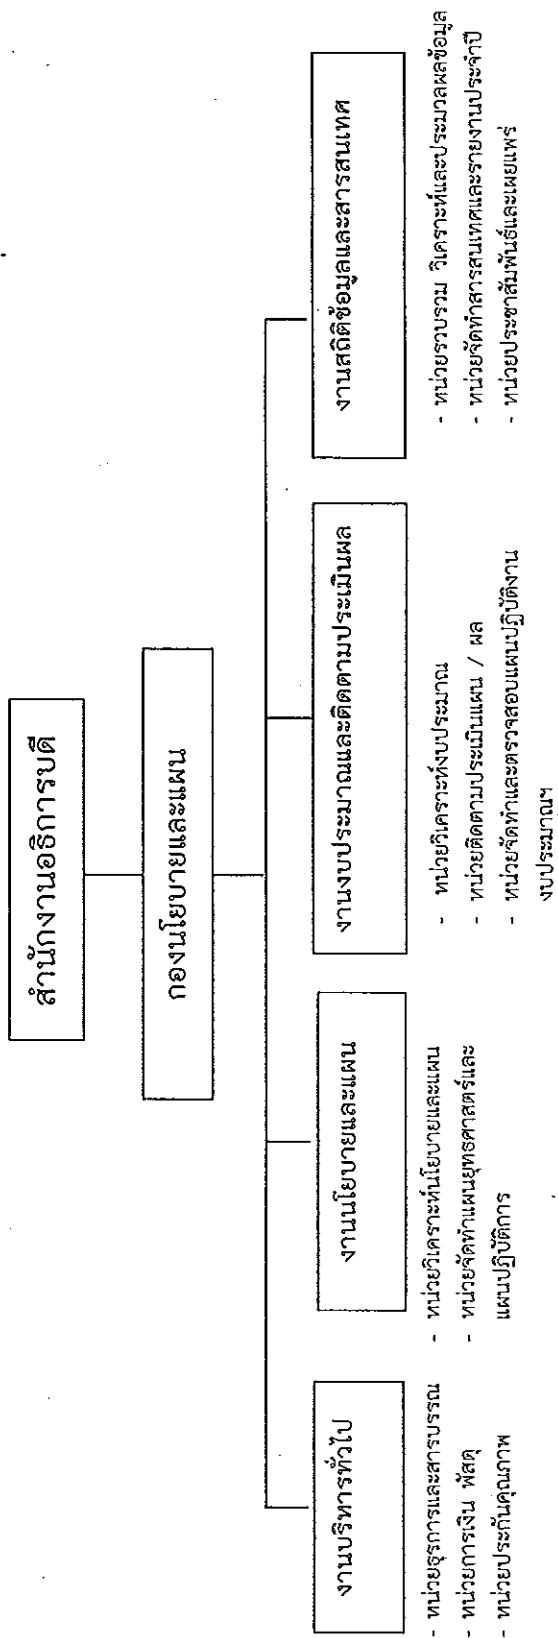 สำนักงานอธิการบดี
กองนโยบายและแผน
งานบริหารทั่วไป
- หน่วยธุรการและสารบรรณ
- หน่วยการเงิน พัสดุ
- หน่วยประกันคุณภาพ
งานนโยบายและแผน
- หน่วยวิเคราะห์นโยบายและแผน
- หน่วยจัดทำแผนยุทธศาสตร์และ
แผนปฏิบัติการ
งานงบประมาณและติดตามประเมินผล
- หน่วยวิเคราะห์งบประมาณ
- หน่วยติดตามประเมินแผน / ผล
- หน่วยจัดทำและตรวจสอบแผนปฏิบัติงาน
งบประมาณฯ
งานสถิติข้อมูลและสารสนเทศ
- หน่วยรวบรวม วิเคราะห์และประมวลผลข้อมูล
- หน่วยจัดทำสารสนเทศและรายงานประจำปี
- หน่วยประชาสัมพันธ์และเผยแพร่